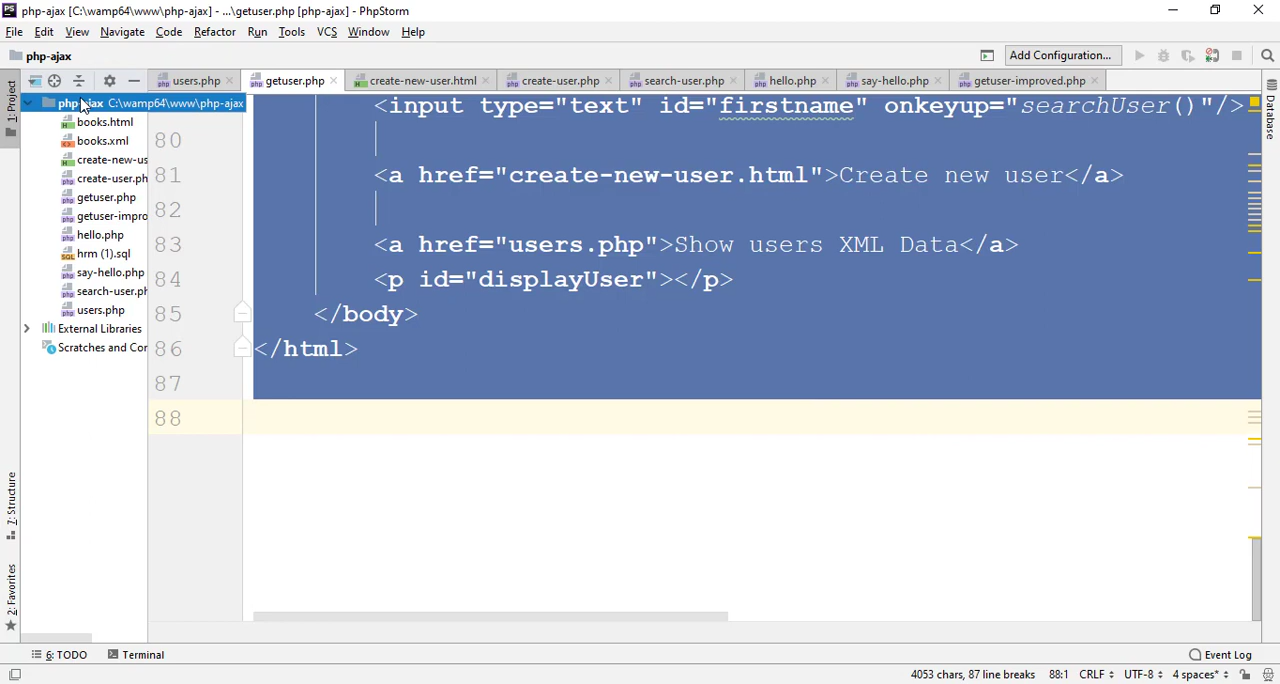 PS php-ajax [C:\wamp64\www\php-ajax] - ...\getuser.php [php-ajax] - PhpStorm
File Edit View Navigate Code Refactor Run Tools Window VCS Help
php-ajax Add Configuration...
users.php getuser.php create-new-user.html create-user.php search-user.php hello.php say-hello.php getuser-improved.php
1: Project
php-ajax C:\wamp64\www\php-ajax
books.html
books.xml
create-new-us
create-user.ph
getuser.php
getuser-impro
hello.php
hrm (1).sql
say-hello.php
search-user.ph
users.php
External Libraries
Scratches and Cor
<input type="text" id="firstname" onkeyup="searchUser()"/>
80
81 <a href="create-new-user.html">Create new user</a>
82
83 <a href="users.php">Show users XML Data</a>
84 <p id="displayUser"></p>
85 </body>
86 </html>
87
88
Database
7: Structure
2: Favorites
6: TODO Terminal Event Log
4053 chars, 87 line breaks 88:1 CRLF UTF-8 4 spaces*